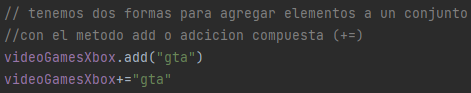 // tenemos dos formas para agregar elementos a un conjunto
//con el metodo add o adcicion compuesta (+=)
videoGamesXbox.add("gta")
videoGamesXbox+="gta"